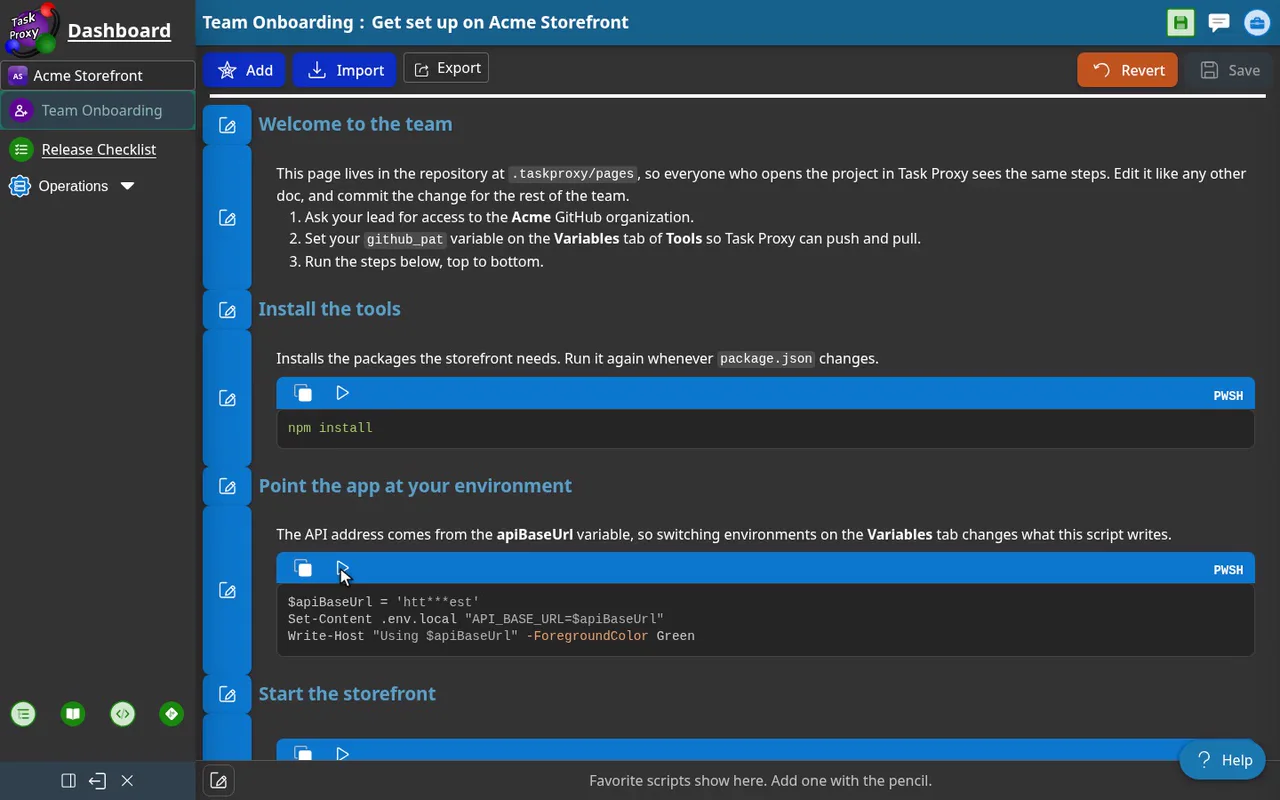 Task
Proxy
Dashboard
Team Onboarding : Get set up on Acme Storefront
AS Acme Storefront
Team Onboarding
Release Checklist
Operations
Add
Import
Export
Revert
Save
Welcome to the team
This page lives in the repository at .taskproxy/pages, so everyone who opens the project in Task Proxy sees the same steps. Edit it like any other
doc, and commit the change for the rest of the team.
1. Ask your lead for access to the Acme GitHub organization.
2. Set your github_pat variable on the Variables tab of Tools so Task Proxy can push and pull.
3. Run the steps below, top to bottom.
Install the tools
Installs the packages the storefront needs. Run it again whenever package.json changes.
PWSH
npm install
Point the app at your environment
The API address comes from the apiBaseUrl variable, so switching environments on the Variables tab changes what this script writes.
PWSH
$apiBaseUrl = 'htt***est'
Set-Content .env.local "API_BASE_URL=$apiBaseUrl"
Write-Host "Using $apiBaseUrl" -ForegroundColor Green
Start the storefront
? Help
Favorite scripts show here. Add one with the pencil.